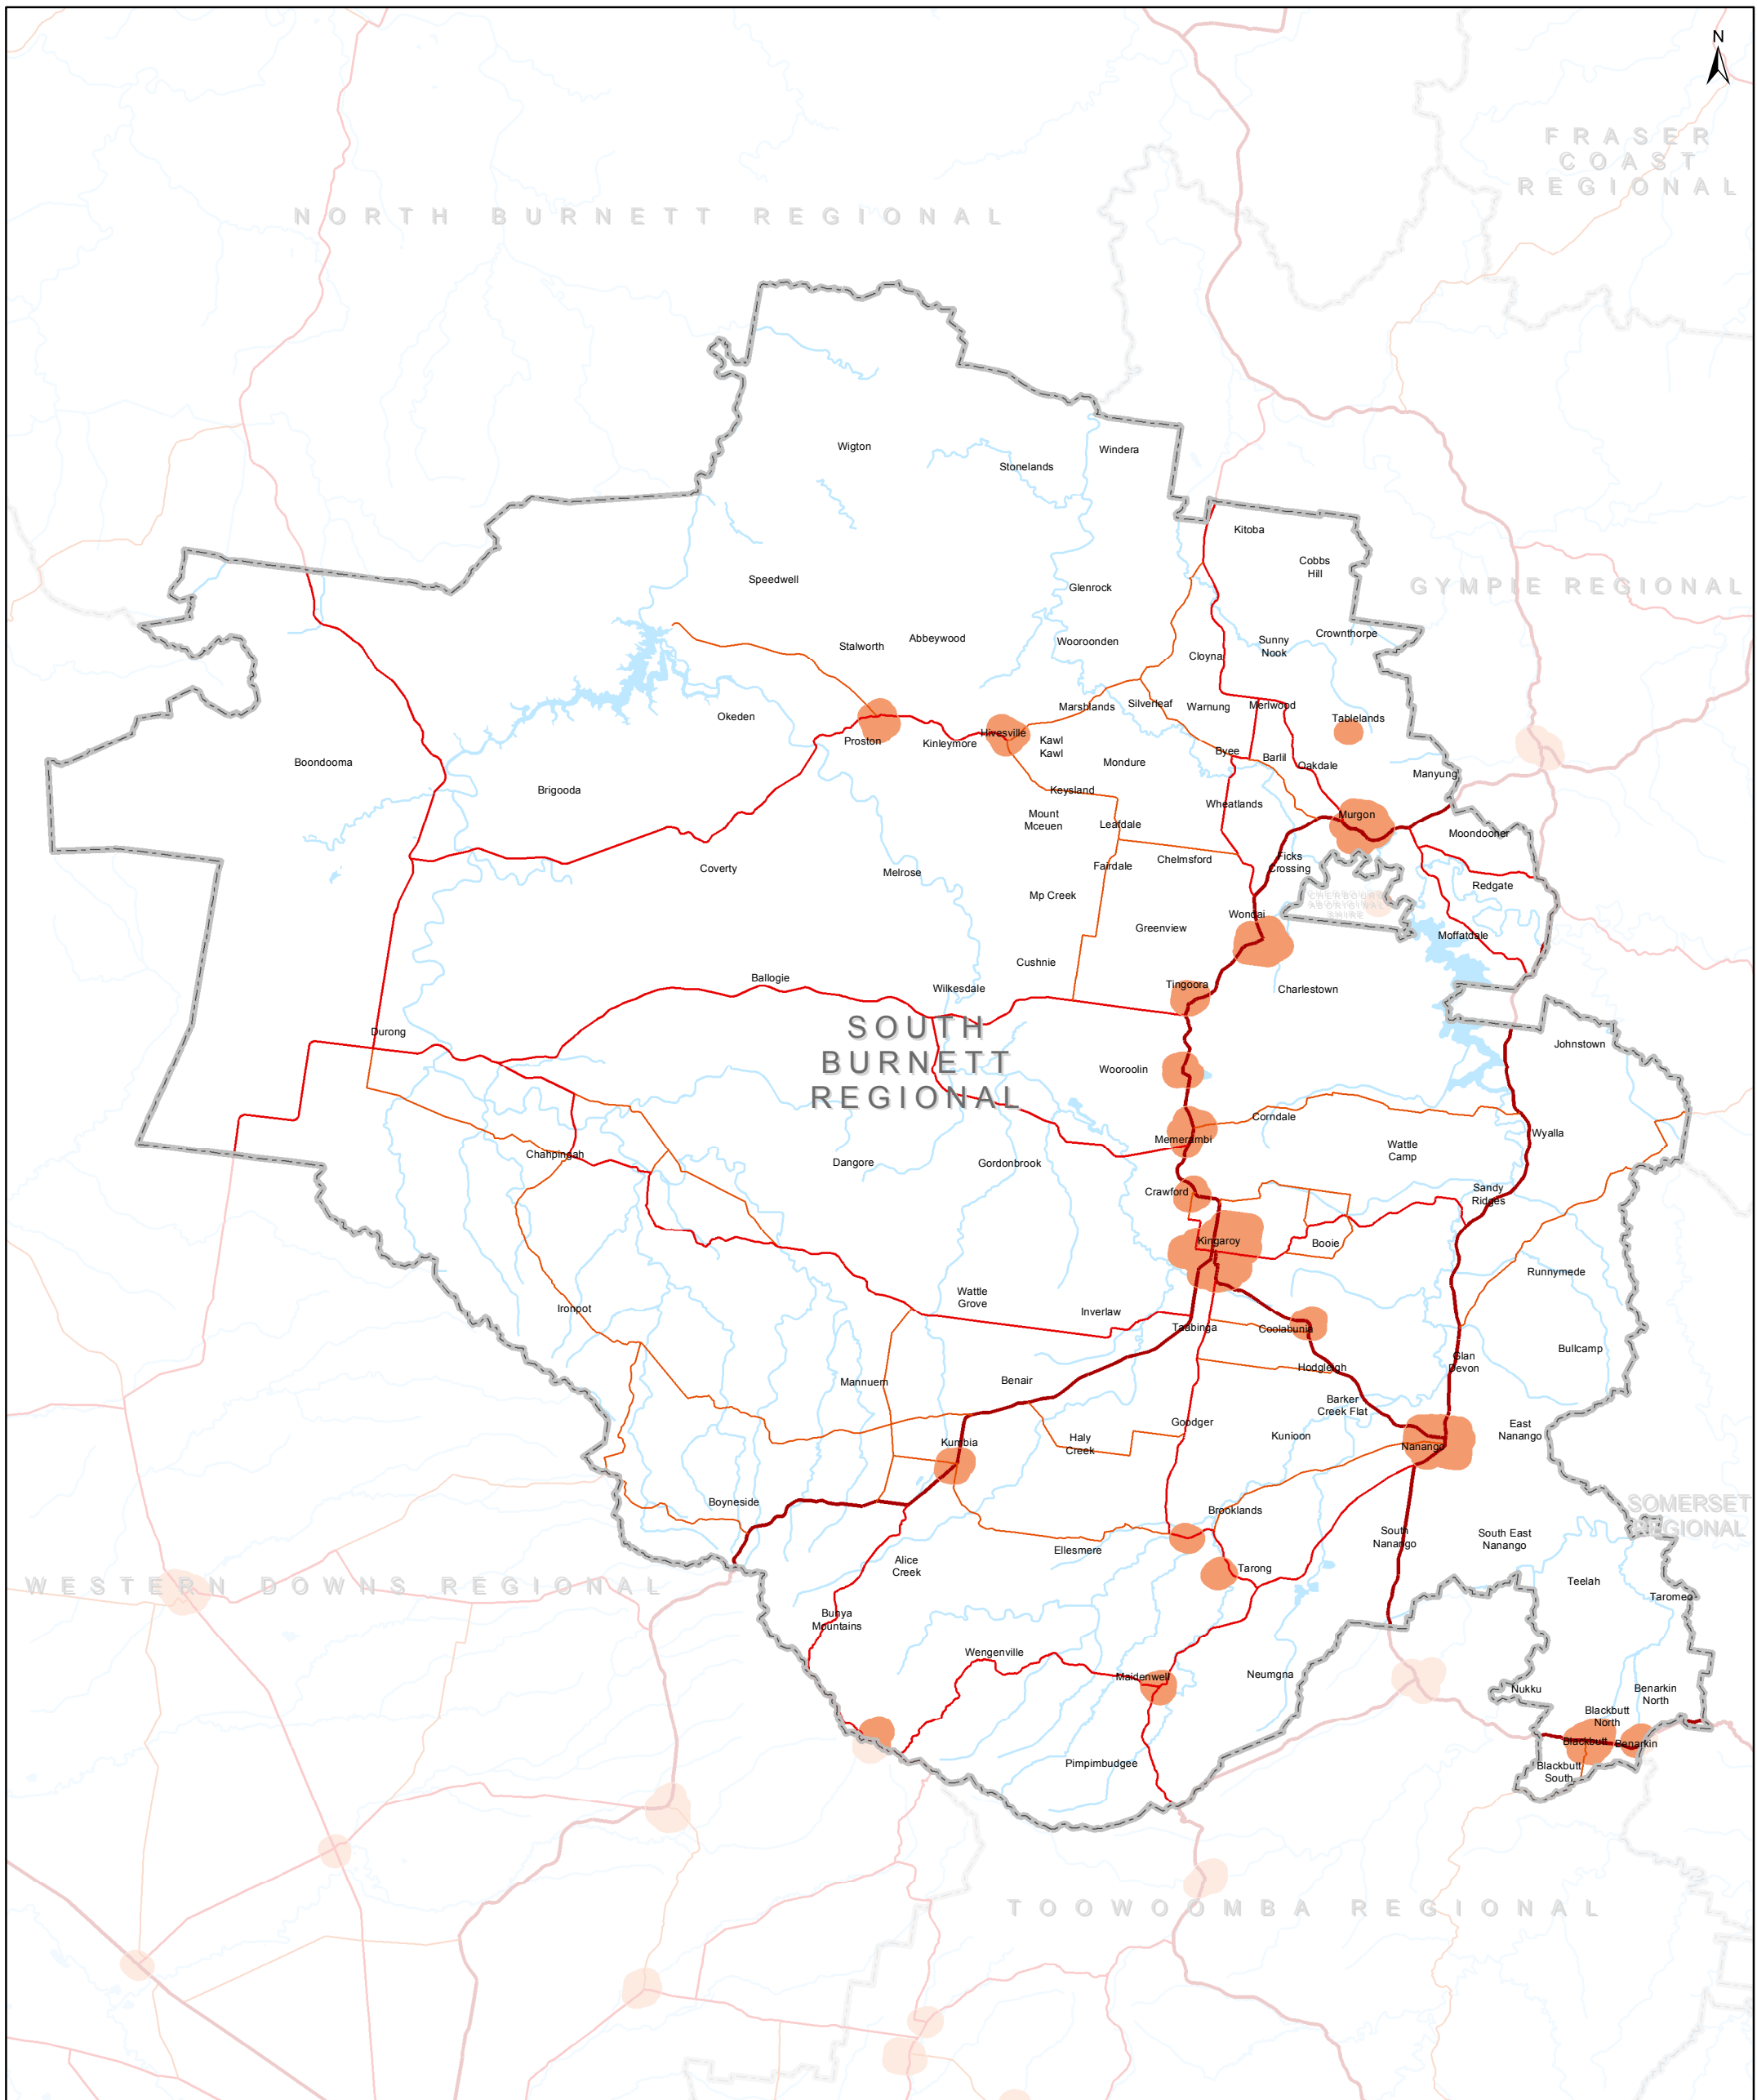 N
FRASER
COAST
REGIONAL
NORTH BURNETT REGIONAL
Wigton
Windera
Stonelands
Kitoba
Cobbs
Hill
GYMPIE REGIONAL
Speedwell
Glenrock
Stalworth
Abbeywood
Wooroonden
Sunny
Nook
Crownthorpe
Cloyna
Okeden
Marshlands
Silverleaf
Warnung
Merlwood
Tablelands
Proston
Kinleymore
Hivesville
Kawl
Kawl
Byee
Barlil
Oakdale
Boondooma
Mondure
Manyung
Brigooda
Keysland
Wheatlands
Mount
Mceuen
Leafdale
Murgon
Moondooner
Coverty
Melrose
Fairdale
Chelmsford
Ficks
Crossing
Redgate
Mp Creek
CHERBOURG
ABORIGINAL
SHIRE
Wondai
Greenview
Moffatdale
Cushnie
Ballogie
Wilkesdale
Tingoora
Charlestown
Durong
SOUTH
BURNETT
REGIONAL
Johnstown
Wooroolin
Corndale
Memerambi
Wyalla
Wattle
Camp
Chahpingah
Dangore
Gordonbrook
Crawford
Sandy
Ridges
Kingaroy
Booie
Runnymede
Ironpot
Wattle
Grove
Inverlaw
Taabinga
Coolabunia
Bullcamp
Glan
Devon
Hodgleigh
Mannuem
Benair
Barker
Creek Flat
Goodger
East
Nanango
Kumbia
Haly
Creek
Kunioon
Nanango
Boyneside
Brooklands
SOMERSET
REGIONAL
South
Nanango
South East
Nanango
Ellesmere
Alice
Creek
Tarong
WESTERN DOWNS REGIONAL
Teelah
Taromeo
Bunya
Mountains
Wengenville
Maidenwell
Neumgna
Nukku
Benarkin
North
Blackbutt
North
Blackbutt
Benarkin
Pimpimbudgee
Blackbutt
South
TOOWOOMBA REGIONAL